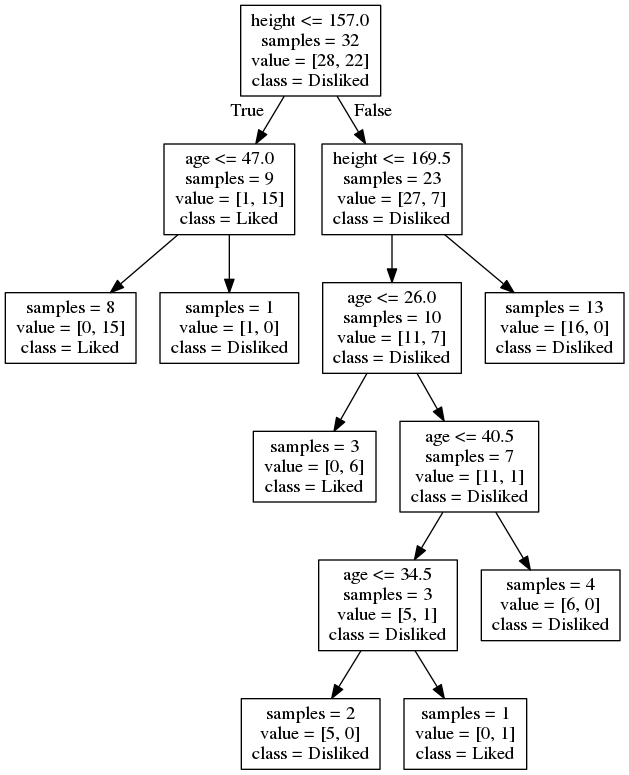 height <= 157.0
samples = 32
value = [28, 22]
class = Disliked
True
False
age <= 47.0
samples = 9
value = [1, 15]
class = Liked
height <= 169.5
samples = 23
value = [27, 7]
class = Disliked
samples = 8
value = [0, 15]
class = Liked
samples = 1
value = [1, 0]
class = Disliked
age <= 26.0
samples = 10
value = [11, 7]
class = Disliked
samples = 13
value = [16, 0]
class = Disliked
samples = 3
value = [0, 6]
class = Liked
age <= 40.5
samples = 7
value = [11, 1]
class = Disliked
age <= 34.5
samples = 3
value = [5, 1]
class = Disliked
samples = 4
value = [6, 0]
class = Disliked
samples = 2
value = [5, 0]
class = Disliked
samples = 1
value = [0, 1]
class = Liked